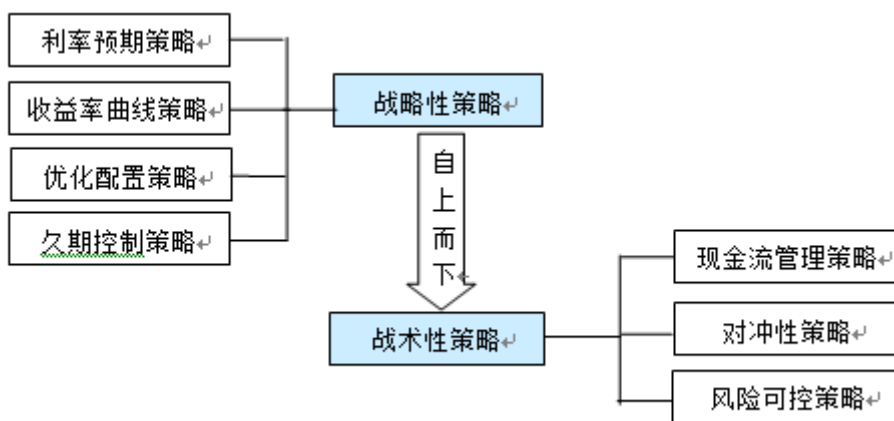 利率预期策略
收益率曲线策略
优化配置策略
久期控制策略
战略性策略
自
上
而
下
战术性策略
现金流管理策略
对冲性策略
风险可控策略